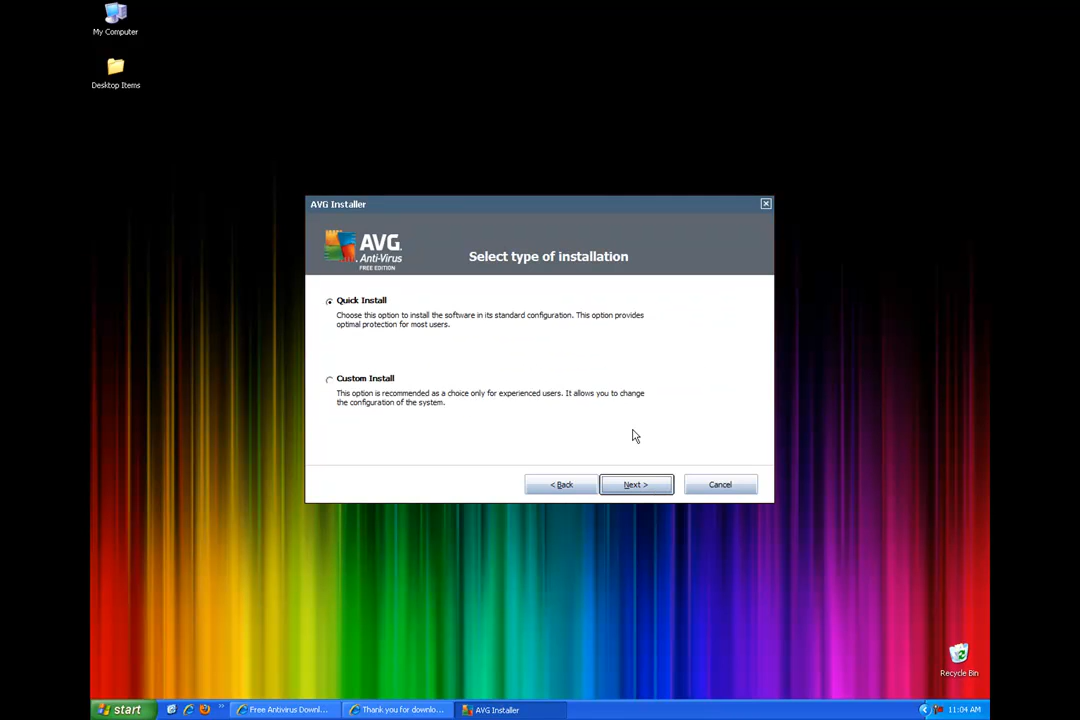 My Computer
Desktop Items
AVG Installer
AVG.
Anti-Virus
FREE EDITION
Select type of installation
Quick Install
Choose this option to install the software in its standard configuration. This option provides
optimal protection for most users.
Custom Install
This option is recommended as a choice only for experienced users. It allows you to change
the configuration of the system.
< Back
Next >
Cancel
Recycle Bin
start
Free Antivirus Downl...
Thank you for downlo...
AVG Installer
11:04 AM